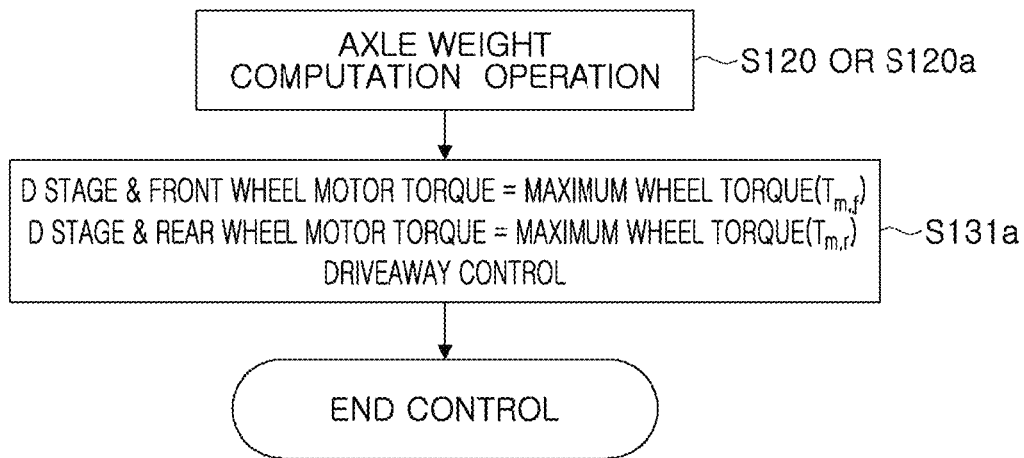 AXLE WEIGHT
COMPUTATION OPERATION
S120 OR S120a
D STAGE & FRONT WHEEL MOTOR TORQUE = MAXIMUM WHEEL TORQUE(Tm,f)
D STAGE & REAR WHEEL MOTOR TORQUE = MAXIMUM WHEEL TORQUE(Tm,r)
DRIVEAWAY CONTROL
S131a
END CONTROL